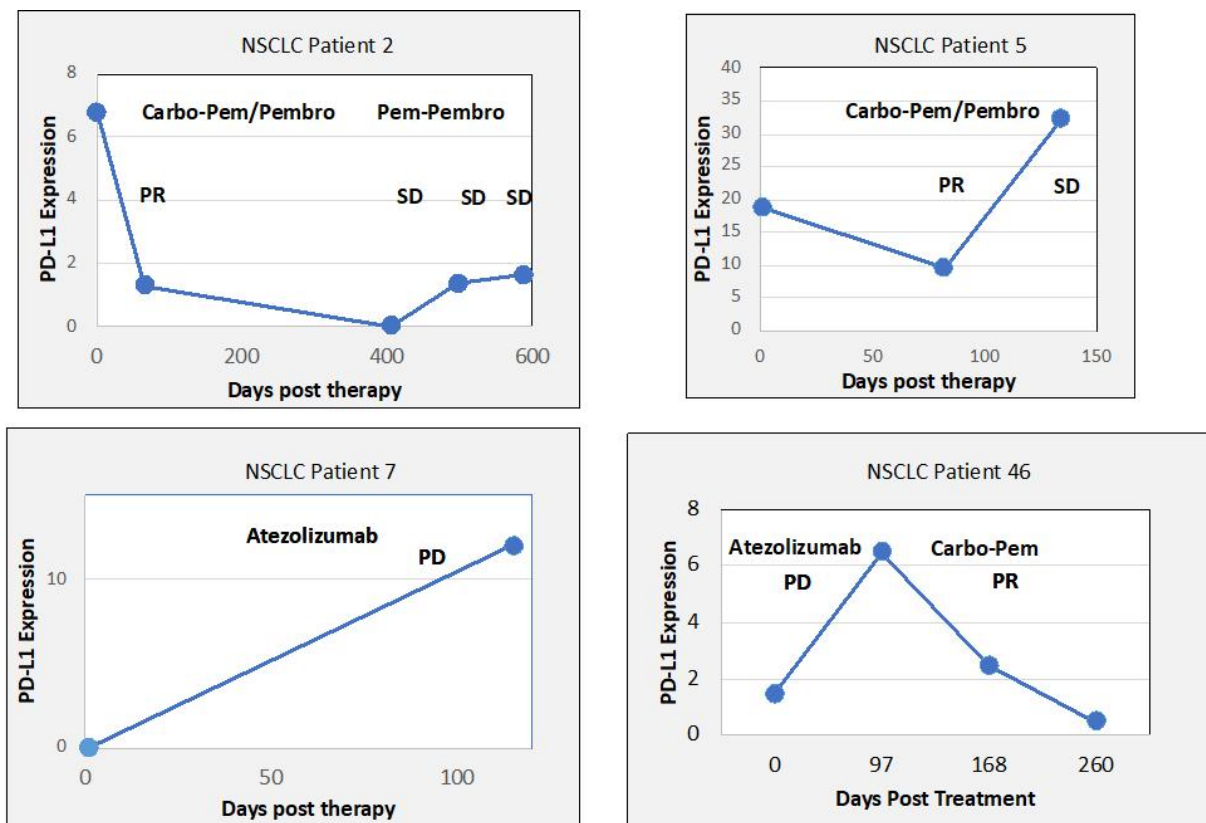 NSCLC Patient 2
PD-L1 Expression
8
6
4
2
0
Carbo-Pem/Pembro Pem-Pembro
PR SD SD SD
0 200 400 600
Days post therapy
NSCLC Patient 5
PD-L1 Expression
40
35
30
25
20
15
10
5
0
Carbo-Pem/Pembro
PR SD
0 50 100 150
Days post therapy
NSCLC Patient 7
PD-L1 Expression
10
0
Atezolizumab
PD
0 50 100
Days post therapy
NSCLC Patient 46
PD-L1 Expression
8
6
4
2
0
Atezolizumab Carbo-Pem
PD PR
0 97 168 260
Days Post Treatment